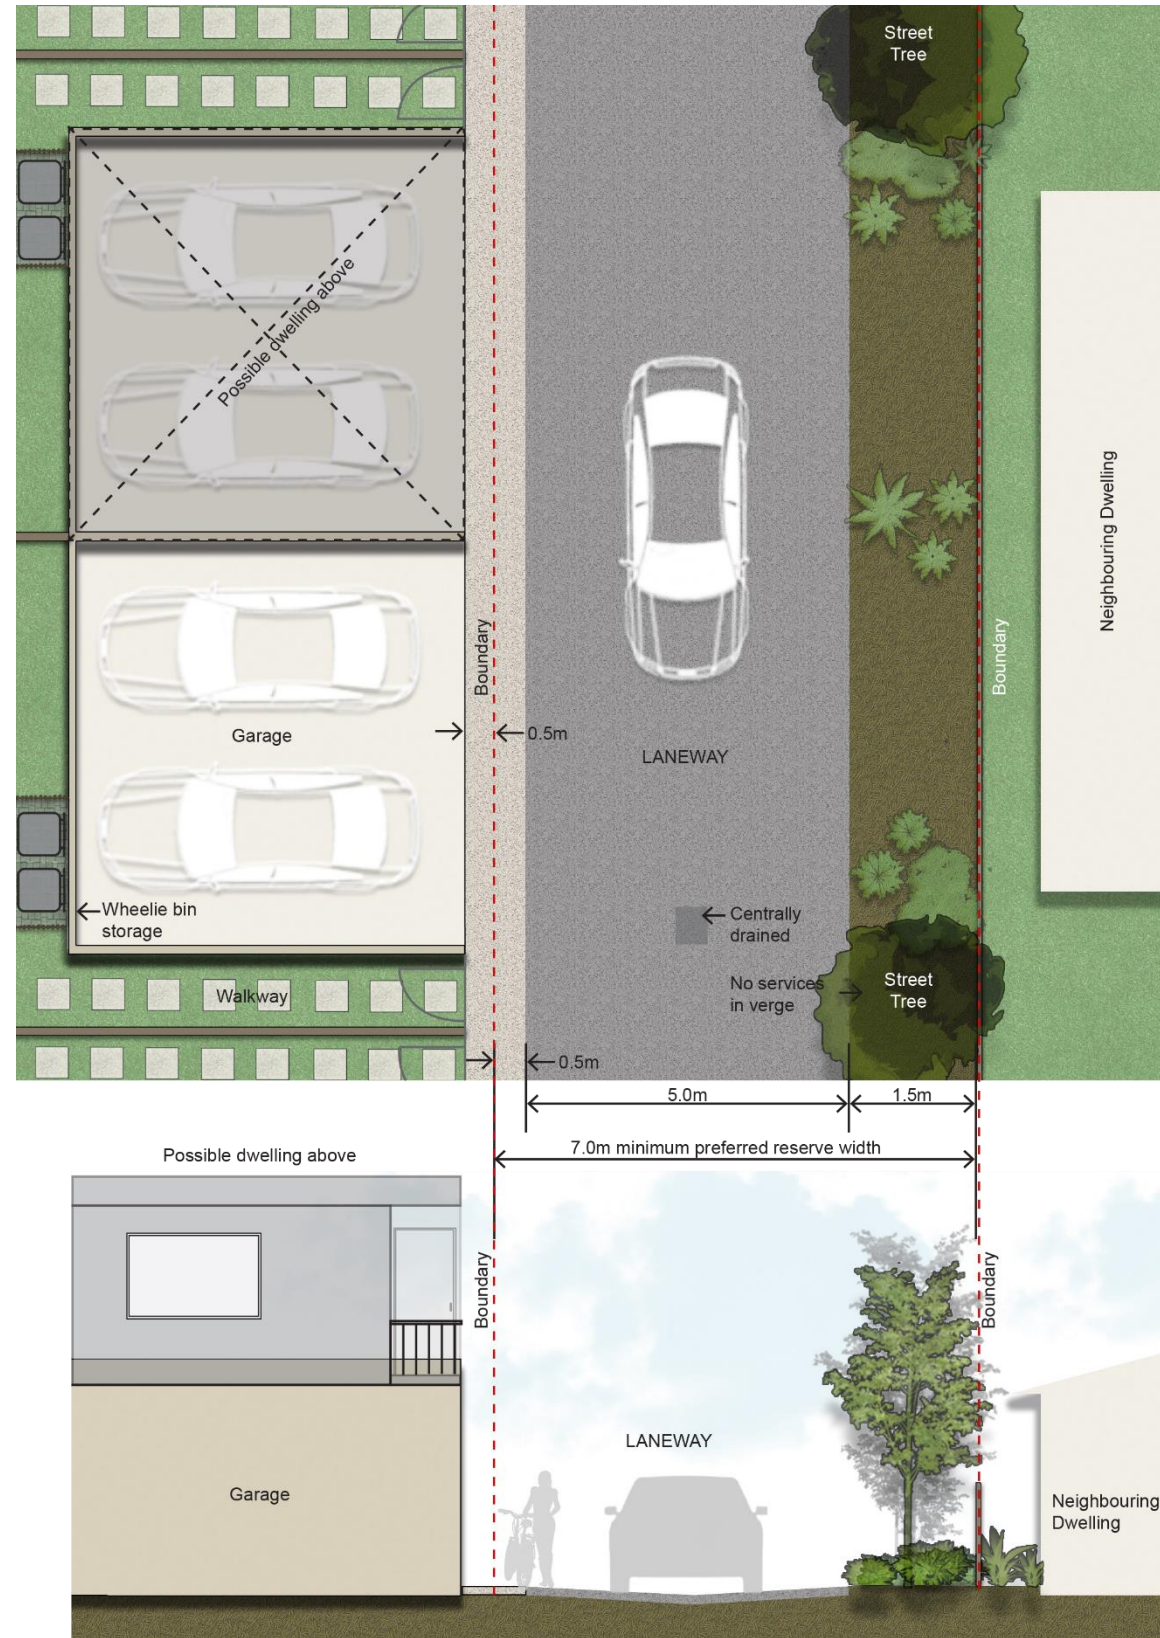 Street
Tree
Possible dwelling above
Neighbouring Dwelling
Boundary
Boundary
Garage
0.5m
LANEWAY
Wheelie bin
storage
Centrally
drained
Walkway
No services
in verge
Street
Tree
0.5m
5.0m
1.5m
7.0m minimum preferred reserve width
Possible dwelling above
Boundary
Boundary
LANEWAY
Garage
Neighbouring
Dwelling